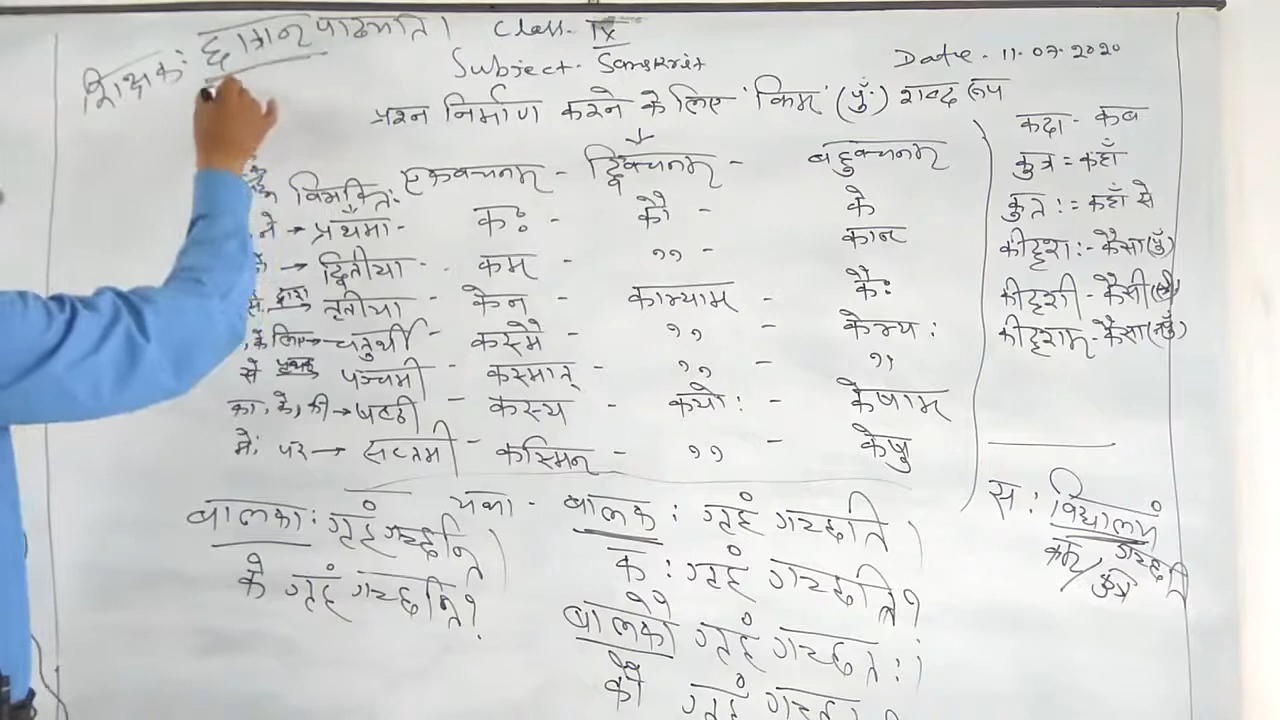 शिक्षक: छात्रान् पाठयति।
Class. IX
Subject. Sanskrit
Date. 11.07.2020
प्रश्न निर्माण करने के लिए 'किम्' (पुँ.) शब्द रूप
विभक्ति: एकवचनम् - द्विवचनम् - बहुवचनम्
ने → प्रथमा - कः - कौ - के
→ द्वितीया - कम् - ,, - कान्
से, द्वारा → तृतीया - केन - काभ्याम् - कैः
के लिए → चतुर्थी - कस्मै - ,, - केभ्यः
से पञ्चमी - कस्मात् - ,, - ,,
का, के, की → षष्ठी - कस्य - कयोः - केषाम्
में, पर → सप्तमी - कस्मिन् - ,, - केषु
कदा - कब
कुत्र = कहाँ
कुतः = कहाँ से
कीदृशः - कैसा (पुँ)
कीदृशी - कैसी (स्त्री)
कीदृशम् - कैसा (नपुँ)
बालकाः गृहं गच्छन्ति।
के गृहं गच्छन्ति?
यथा - बालकः गृहं गच्छति।
कः गृहं गच्छति?
बालकौ गृहं गच्छतः।
कौ गृहं
सः विद्यालयं
गच्छति
कम्/कुत्र